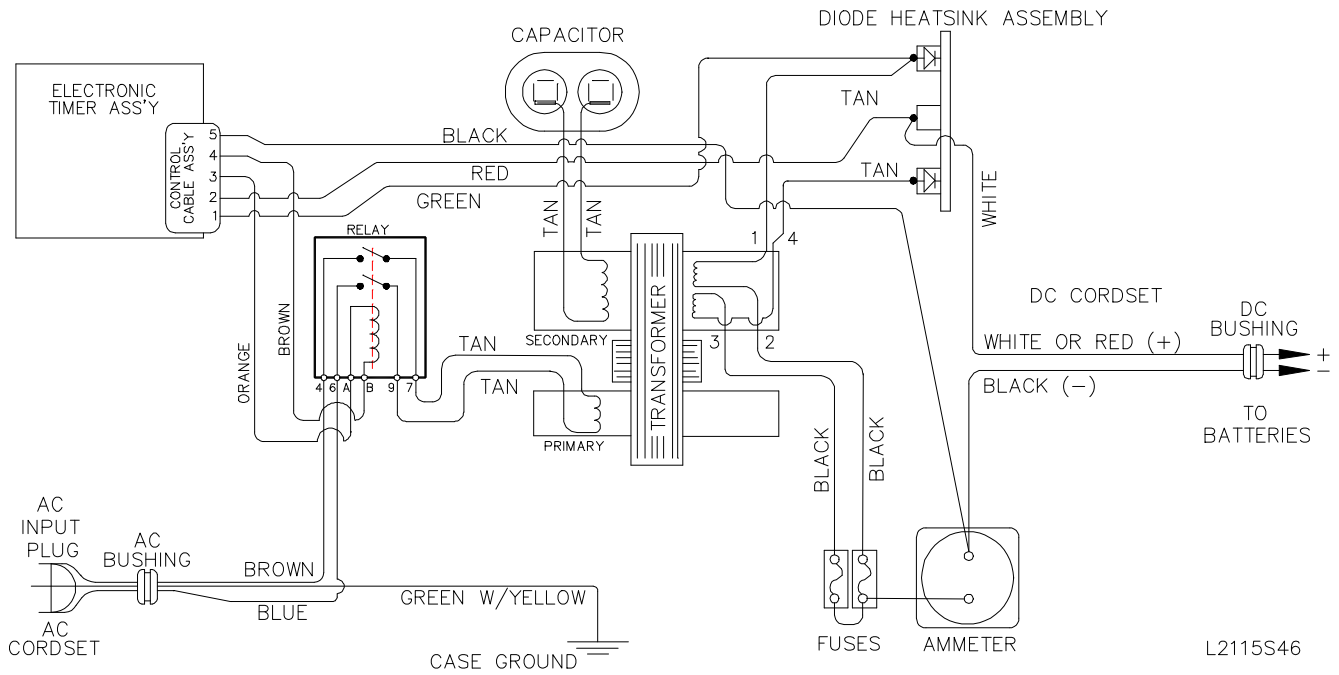 DIODE HEATSINK ASSEMBLY
CAPACITOR
ELECTRONIC
TIMER ASS'Y
CONTROL
CABLE ASS'Y
5
4
3
2
1
BLACK
RED
GREEN
TAN
TAN
WHITE
TAN
TAN
1
4
RELAY
BROWN
ORANGE
4
6
A
B
9
7
TAN
TAN
SECONDARY
TRANSFORMER
3
2
PRIMARY
DC CORDSET
DC
BUSHING
WHITE OR RED (+)
+
BLACK (−)
−
TO
BATTERIES
BLACK
BLACK
AC
INPUT
PLUG
AC
BUSHING
BROWN
BLUE
GREEN W/YELLOW
AC
CORDSET
CASE GROUND
FUSES
AMMETER
L2115S46